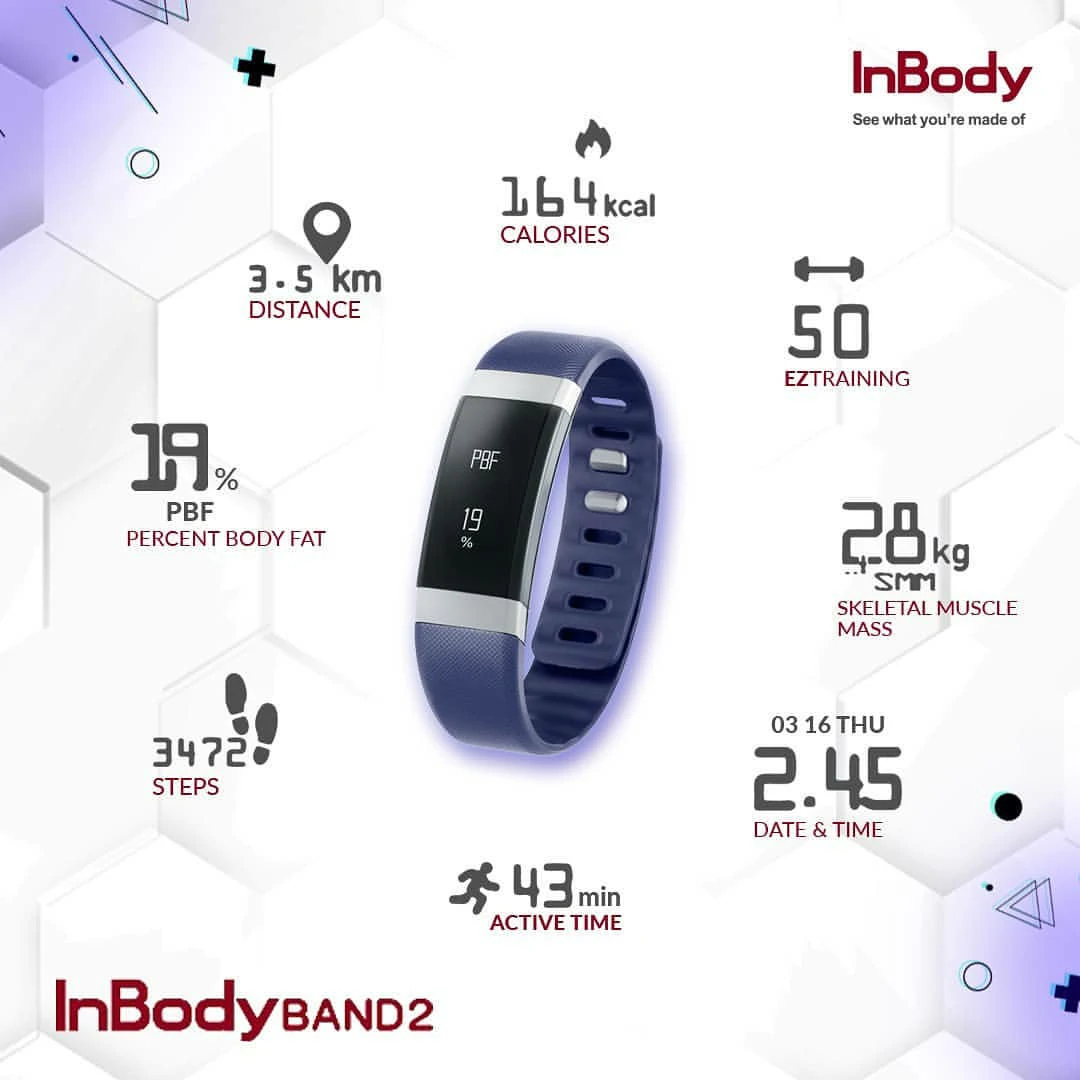 InBody
See what you're made of
164 kcal
CALORIES
3.5 km
DISTANCE
50
EZTRAINING
19 %
PBF
PERCENT BODY FAT
PBF
19
%
28 kg
SMM
SKELETAL MUSCLE
MASS
3472
STEPS
03 16 THU
2.45
DATE & TIME
43 min
ACTIVE TIME
InBody BAND 2